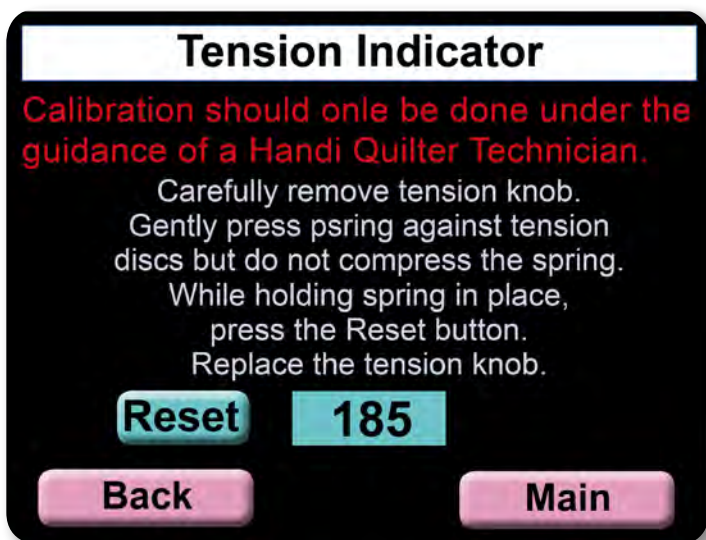 Tension Indicator
Calibration should onle be done under the
guidance of a Handi Quilter Technician.
Carefully remove tension knob.
Gently press psring against tension
discs but do not compress the spring.
While holding spring in place,
press the Reset button.
Replace the tension knob.
Reset 185
Back Main